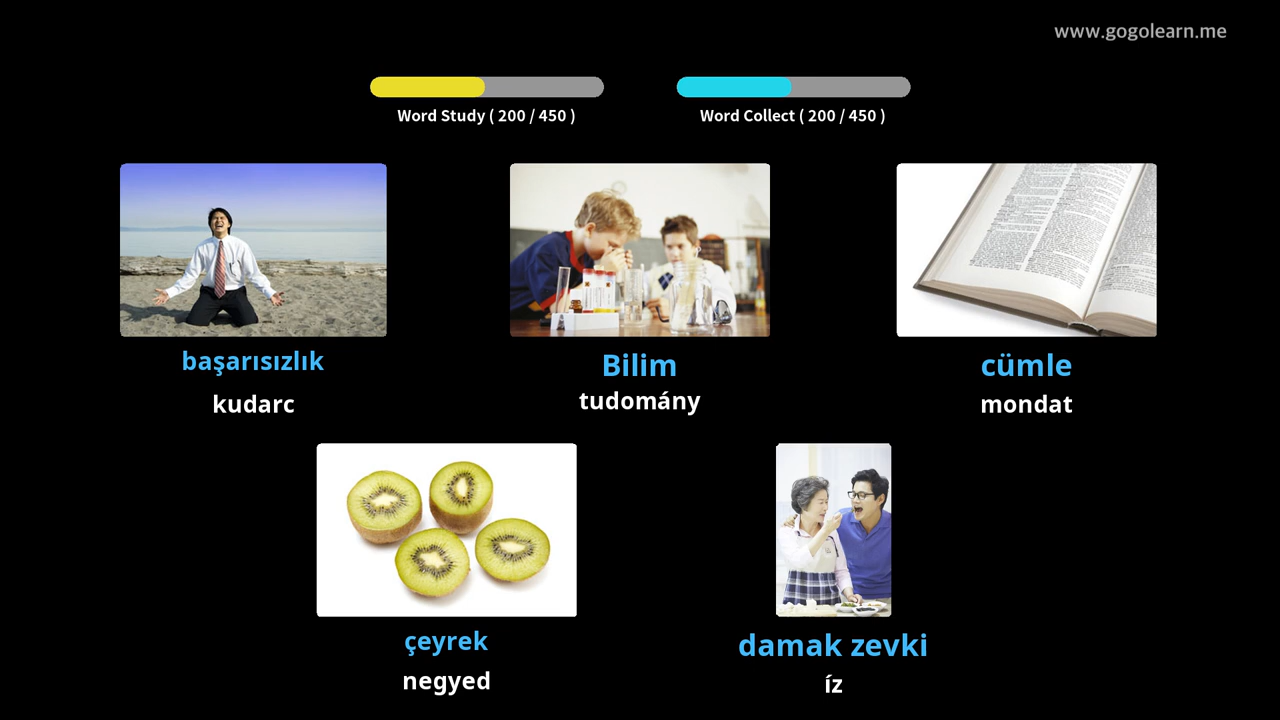 www.gogolearn.me
Word Study ( 200 / 450 )
Word Collect ( 200 / 450 )
başarısızlık
kudarc
Bilim
tudomány
cümle
mondat
çeyrek
negyed
damak zevki
íz